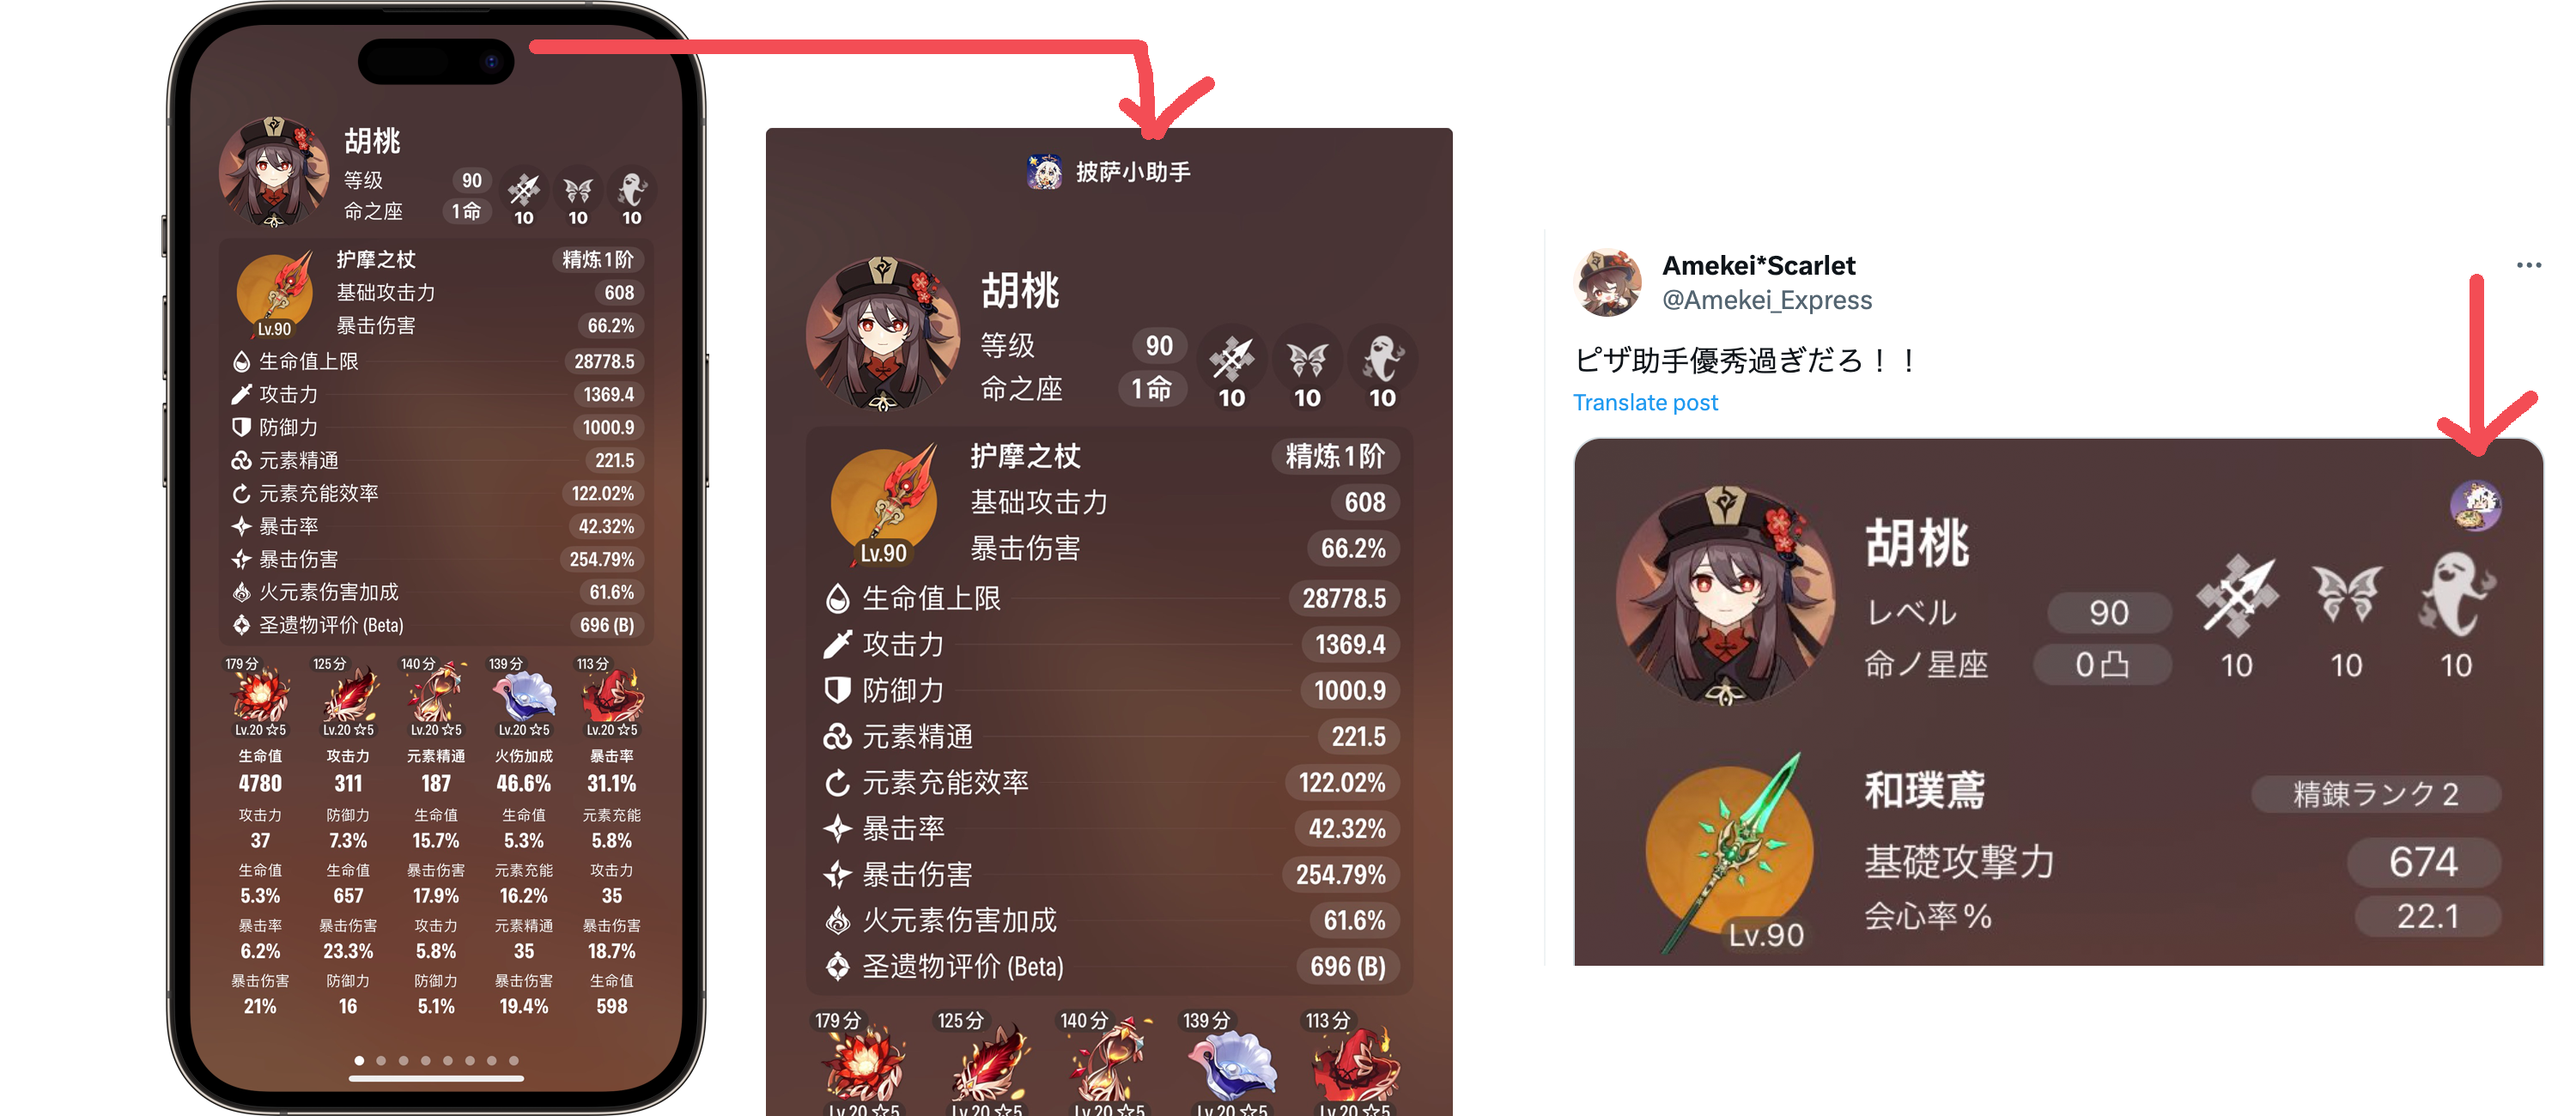 胡桃
等级 90
命之座 1命
10 10 10
护摩之杖 精炼1阶
基础攻击力 608
暴击伤害 66.2%
Lv.90
生命值上限 28778.5
攻击力 1369.4
防御力 1000.9
元素精通 221.5
元素充能效率 122.02%
暴击率 42.32%
暴击伤害 254.79%
火元素伤害加成 61.6%
圣遗物评价 (Beta) 696 (B)
179分 125分 140分 139分 113分
Lv.20☆5 Lv.20☆5 Lv.20☆5 Lv.20☆5 Lv.20☆5
生命值 攻击力 元素精通 火伤加成 暴击率
4780 311 187 46.6% 31.1%
攻击力 防御力 生命值 生命值 元素充能
37 7.3% 15.7% 5.3% 5.8%
生命值 生命值 暴击伤害 元素充能 攻击力
5.3% 657 17.9% 16.2% 35
暴击率 暴击伤害 攻击力 元素精通 暴击伤害
6.2% 23.3% 5.8% 35 18.7%
暴击伤害 防御力 防御力 暴击伤害 生命值
21% 16 5.1% 19.4% 598
披萨小助手
胡桃
等级 90
命之座 1命
10 10 10
护摩之杖 精炼1阶
基础攻击力 608
暴击伤害 66.2%
Lv.90
生命值上限 28778.5
攻击力 1369.4
防御力 1000.9
元素精通 221.5
元素充能效率 122.02%
暴击率 42.32%
暴击伤害 254.79%
火元素伤害加成 61.6%
圣遗物评价 (Beta) 696 (B)
179分 125分 140分 139分 113分
Lv.20☆5 Lv.20☆5 Lv.20☆5 Lv.20☆5 Lv.20☆5
Amekei*Scarlet
@Amekei_Express
ピザ助手優秀過ぎだろ！！
Translate post
胡桃
レベル 90
命ノ星座 0凸
10 10 10
和璞鳶 精錬ランク2
基礎攻撃力 674
会心率% 22.1
Lv.90